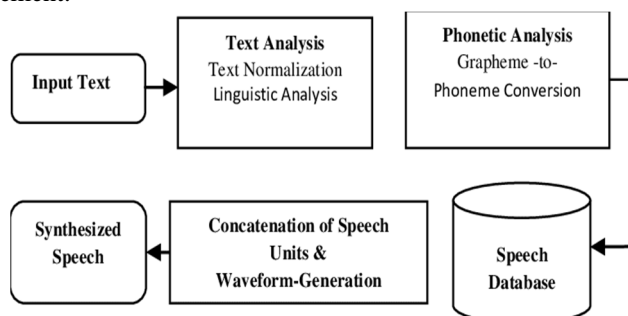 Input Text
Text Analysis
Text Normalization
Linguistic Analysis
Phonetic Analysis
Grapheme -to-
Phoneme Conversion
Synthesized
Speech
Concatenation of Speech
Units &
Waveform-Generation
Speech
Database